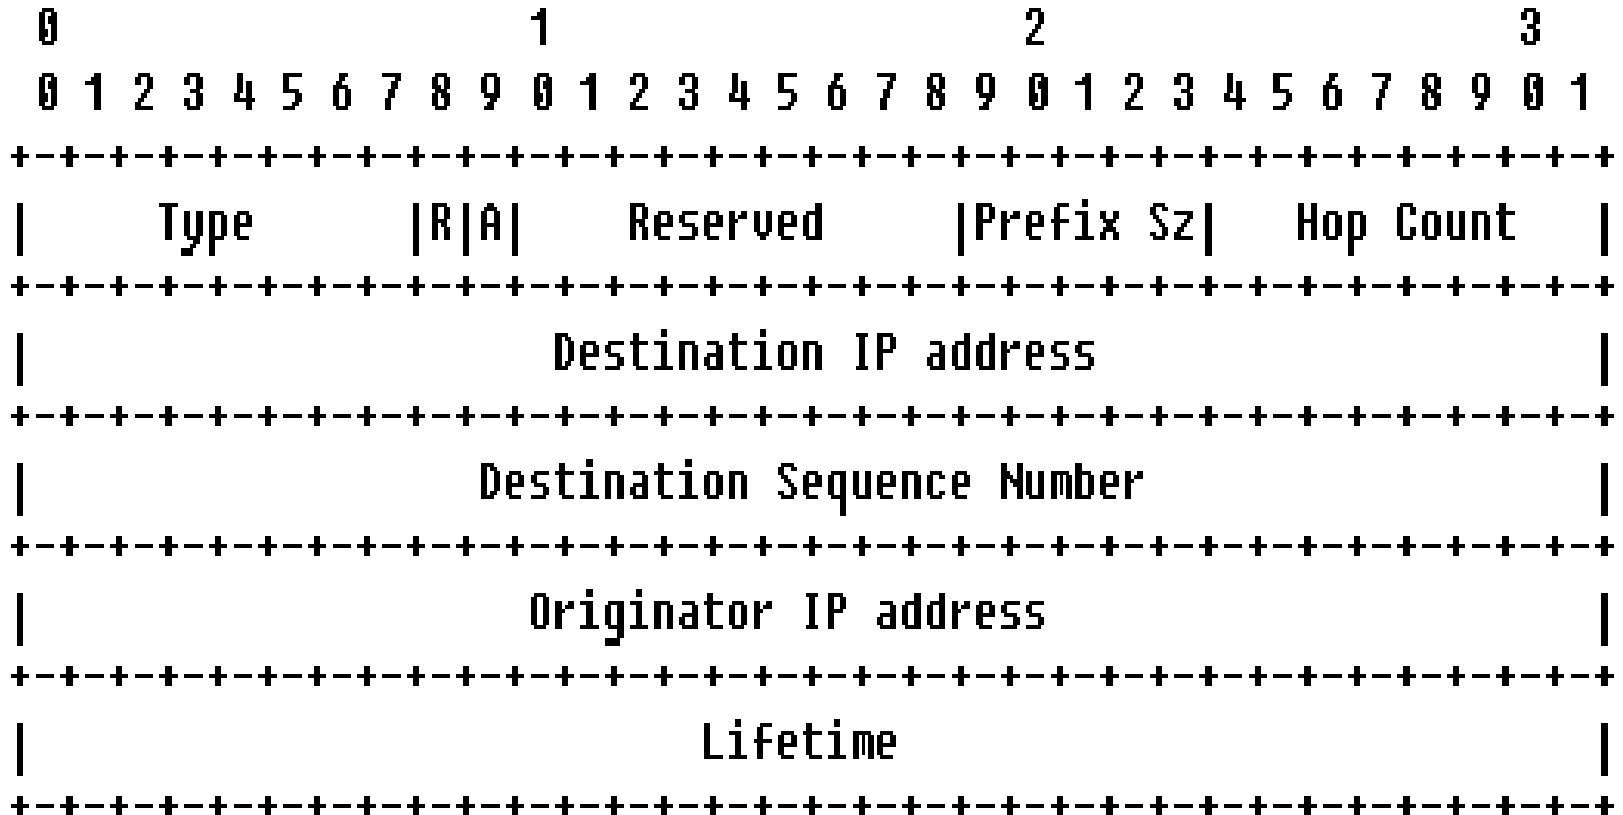 0                   1                   2                   3
 0 1 2 3 4 5 6 7 8 9 0 1 2 3 4 5 6 7 8 9 0 1 2 3 4 5 6 7 8 9 0 1
+-+-+-+-+-+-+-+-+-+-+-+-+-+-+-+-+-+-+-+-+-+-+-+-+-+-+-+-+-+-+-+-+
|     Type      |R|A|    Reserved     |Prefix Sz|   Hop Count   |
+-+-+-+-+-+-+-+-+-+-+-+-+-+-+-+-+-+-+-+-+-+-+-+-+-+-+-+-+-+-+-+-+
|                     Destination IP address                    |
+-+-+-+-+-+-+-+-+-+-+-+-+-+-+-+-+-+-+-+-+-+-+-+-+-+-+-+-+-+-+-+-+
|                  Destination Sequence Number                  |
+-+-+-+-+-+-+-+-+-+-+-+-+-+-+-+-+-+-+-+-+-+-+-+-+-+-+-+-+-+-+-+-+
|                    Originator IP address                      |
+-+-+-+-+-+-+-+-+-+-+-+-+-+-+-+-+-+-+-+-+-+-+-+-+-+-+-+-+-+-+-+-+
|                           Lifetime                            |
+-+-+-+-+-+-+-+-+-+-+-+-+-+-+-+-+-+-+-+-+-+-+-+-+-+-+-+-+-+-+-+-+